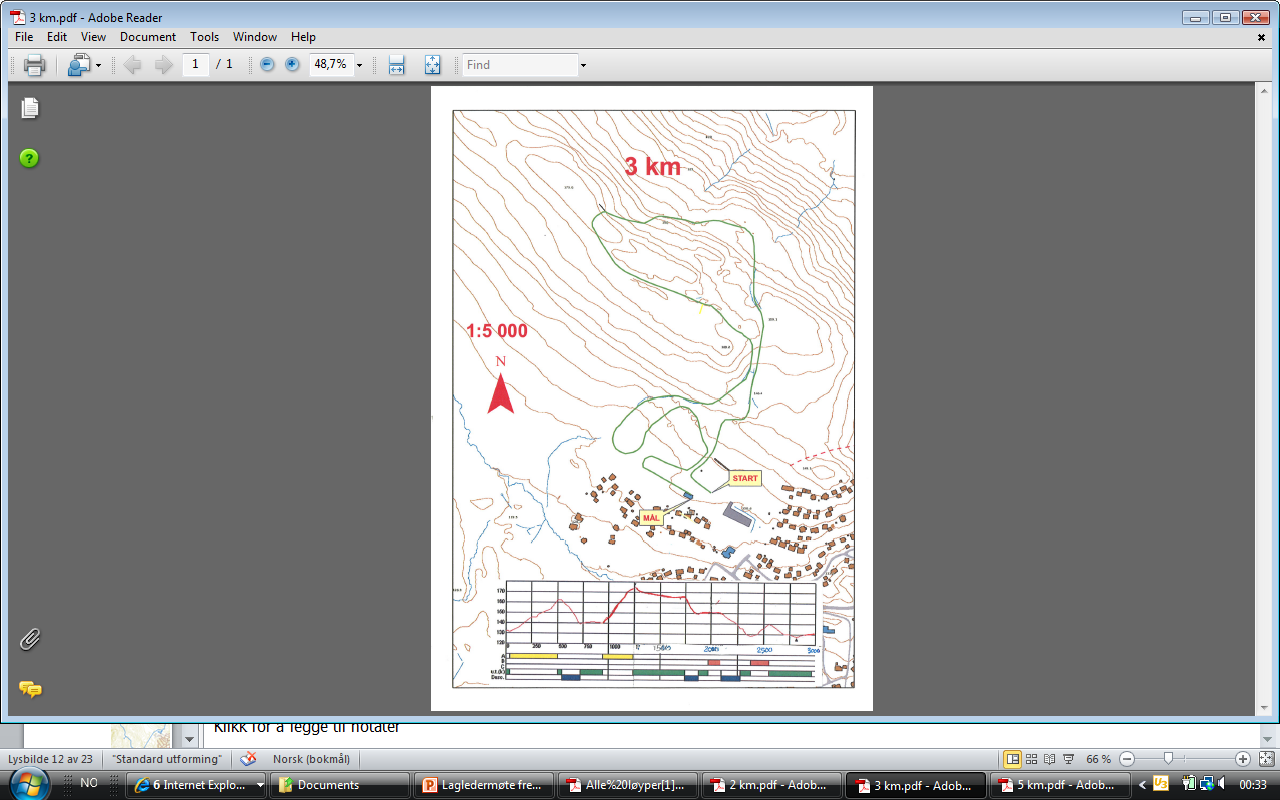 3 km.pdf - Adobe Reader
File Edit View Document Tools Window Help
1 / 1 48,7% Find
3 km
1:5 000
N
START
MÅL
170
160
150
140
130
120
0 250 500 750 1000 1500 2000 2500
A
B
C
Klikk for å legge til notater
Lysbilde 12 av 23 "Standard utforming" Norsk (bokmål) 66 %
NO 6 Internet Explo... Documents Lagledermøte fre... Alle%20løyper[1]... 2 km.pdf - Adob... 3 km.pdf - Adob... 5 km.pdf - Adob... 00:33